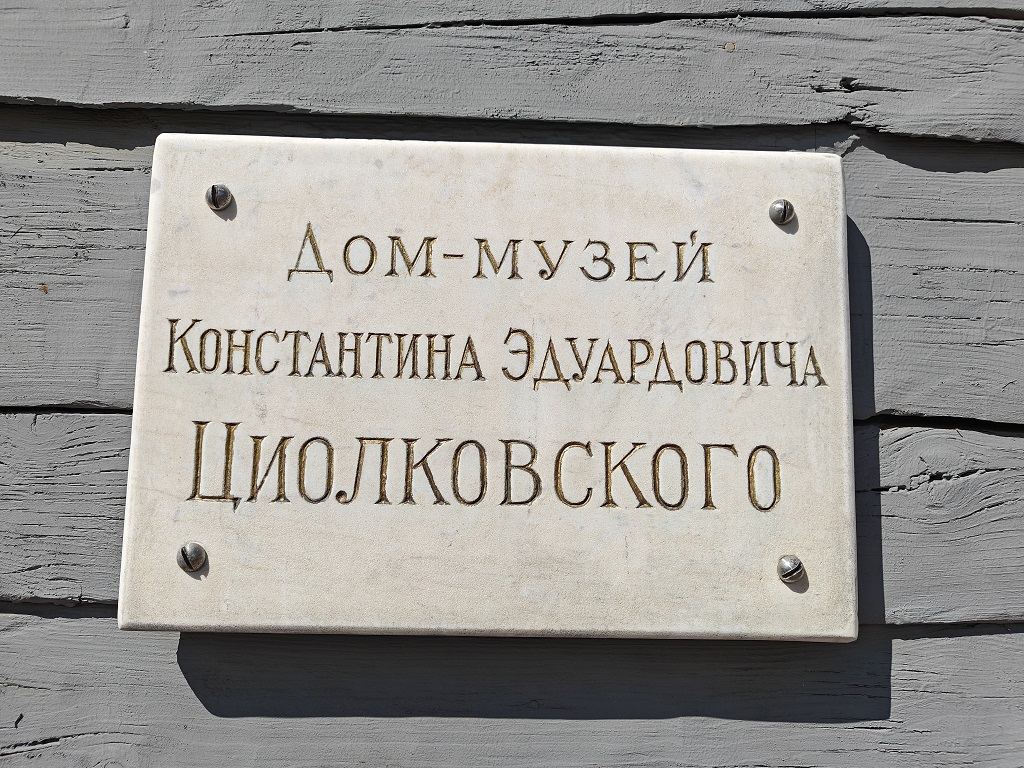 Дом-музей
Константина Эдуардовича
Циолковского